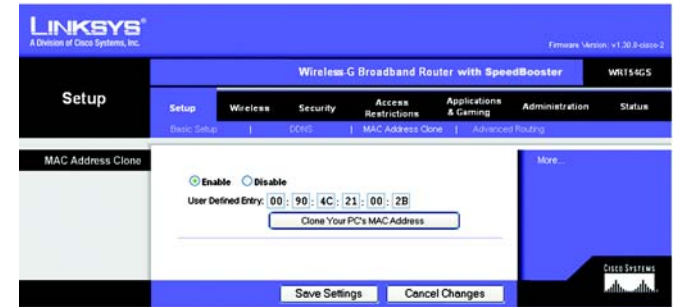 LINKSYS®
A Division of Cisco Systems, Inc.
Firmware Version: v1.30.8-cisco-2
Wireless-G Broadband Router with SpeedBooster WRT54GS
Setup
Setup Wireless Security Access Restrictions Applications & Gaming Administration Status
Basic Setup | DDNS | MAC Address Clone | Advanced Routing
MAC Address Clone
More...
Enable Disable
User Defined Entry: 00 : 90 : 4C : 21 : 00 : 2B
Clone Your PC's MAC Address
CISCO SYSTEMS
Save Settings Cancel Changes